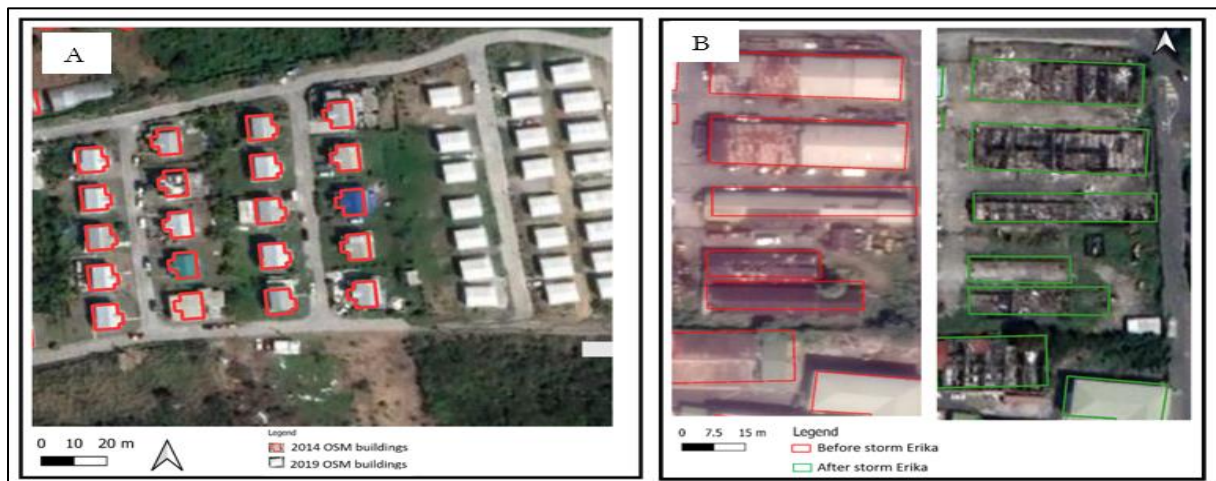 A
0 10 20 m
Legend
2014 OSM buildings
2019 OSM buildings
B
0 7.5 15 m
Legend
Before storm Erika
After storm Erika